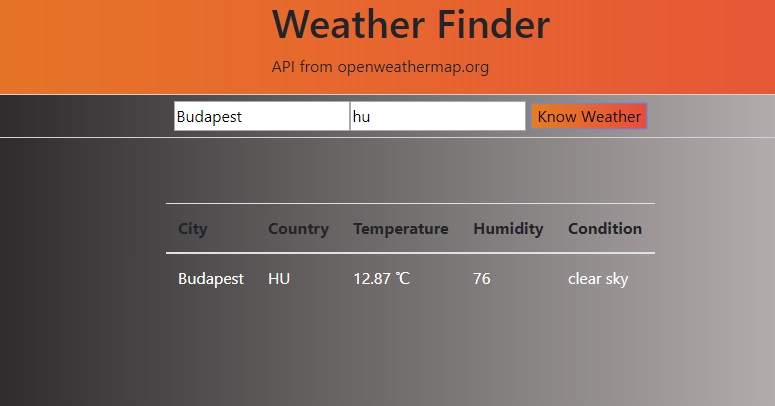 Weather Finder
API from openweathermap.org
Budapest hu Know Weather
City Country Temperature Humidity Condition
Budapest HU 12.87 ℃ 76 clear sky